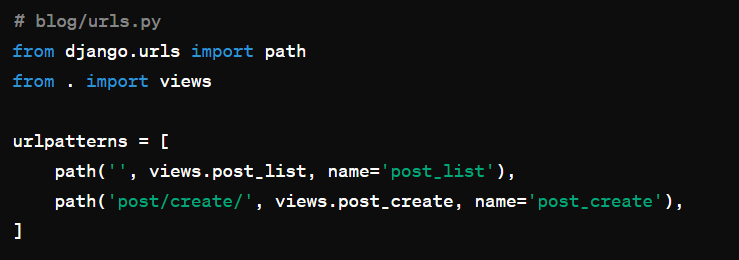 # blog/urls.py
from django.urls import path
from . import views

urlpatterns = [
    path('', views.post_list, name='post_list'),
    path('post/create/', views.post_create, name='post_create'),
]